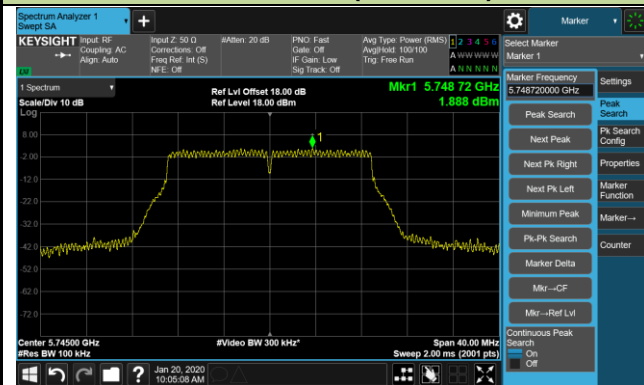 Spectrum Analyzer 1
Swept SA
Marker
KEYSIGHT
Input: RF
Coupling: AC
Align: Auto
Input Z: 50 Ω
Corrections: Off
Freq Ref: Int (S)
NFE: Off
#Atten: 20 dB
PNO: Fast
Gate: Off
IF Gain: Low
Sig Track: Off
Avg Type: Power (RMS)
Avg|Hold: 100/100
Trig: Free Run
1 2 3 4 5 6
A W W W W W
A N N N N N
Select Marker
Marker 1
1 Spectrum
Scale/Div 10 dB
Log
Ref Lvl Offset 18.00 dB
Ref Level 18.00 dBm
Mkr1 5.748 72 GHz
1.888 dBm
Marker Frequency
5.748720000 GHz
Peak Search
Next Peak
Next Pk Right
Next Pk Left
Minimum Peak
Pk-Pk Search
Marker Delta
Mkr→CF
Mkr→Ref Lvl
Continuous Peak
Search
On
Off
Settings
Peak
Search
Pk Search
Config
Properties
Marker
Function
Marker→
Counter
8.00
-2.00
-12.0
-22.0
-32.0
-42.0
-52.0
-62.0
-72.0
1
Center 5.74500 GHz
#Res BW 100 kHz
#Video BW 300 kHz*
Span 40.00 MHz
Sweep 2.00 ms (2001 pts)
Jan 20, 2020
10:05:08 AM